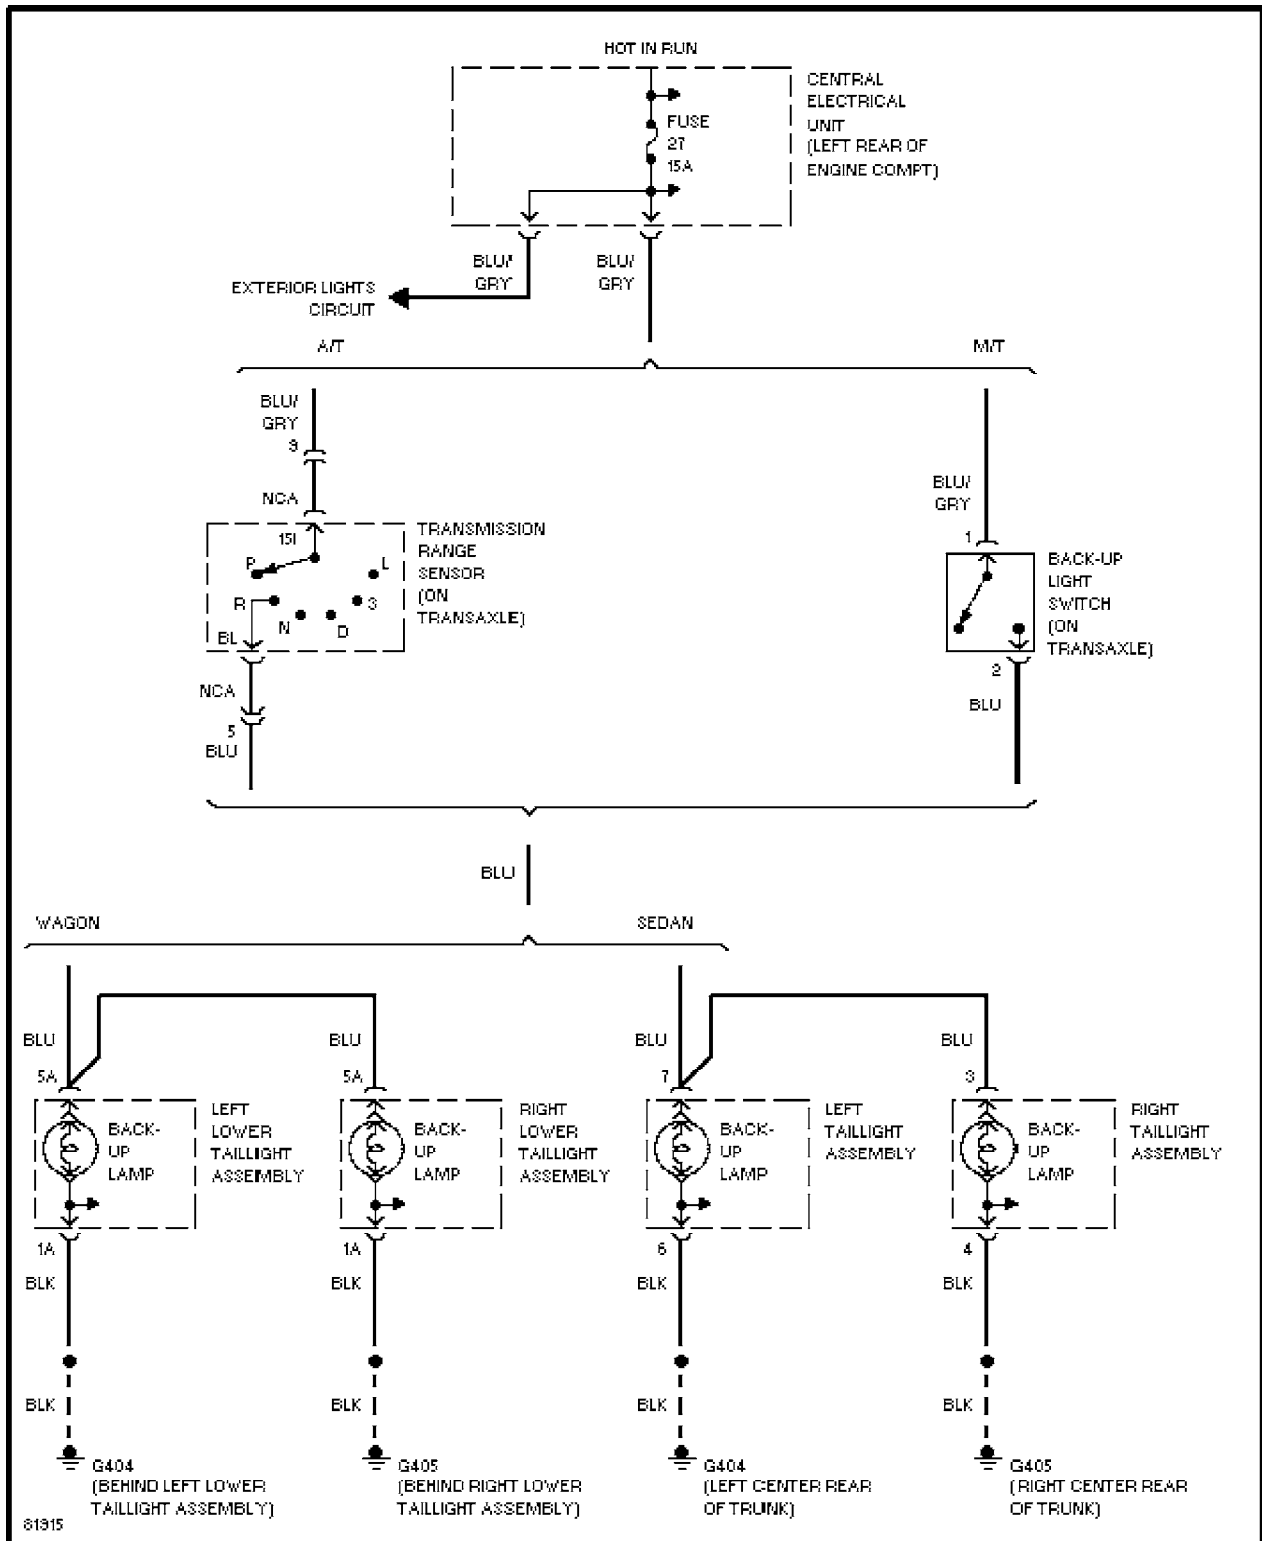 HOT IN RUN
CENTRAL
ELECTRICAL
UNIT
(LEFT REAR OF
ENGINE COMPT)
FUSE
27
15A
BLU/
GRY
BLU/
GRY
EXTERIOR LIGHTS
CIRCUIT
A/T
M/T
BLU/
GRY
NCA
15I
TRANSMISSION
RANGE
SENSOR
(ON
TRANSAXLE)
P
R
N
D
3
L
BL
NCA
5
BLU
BLU/
GRY
1
BACK-UP
LIGHT
SWITCH
(ON
TRANSAXLE)
2
BLU
BLU
WAGON
SEDAN
BLU
BLU
BLU
BLU
5A
5A
7
3
BACK-
UP
LAMP
LEFT
LOWER
TAILLIGHT
ASSEMBLY
BACK-
UP
LAMP
RIGHT
LOWER
TAILLIGHT
ASSEMBLY
BACK-
UP
LAMP
LEFT
TAILLIGHT
ASSEMBLY
BACK-
UP
LAMP
RIGHT
TAILLIGHT
ASSEMBLY
1A
1A
6
4
BLK
BLK
BLK
BLK
BLK
BLK
BLK
BLK
G404
(BEHIND LEFT LOWER
TAILLIGHT ASSEMBLY)
G405
(BEHIND RIGHT LOWER
TAILLIGHT ASSEMBLY)
G404
(LEFT CENTER REAR
OF TRUNK)
G405
(RIGHT CENTER REAR
OF TRUNK)